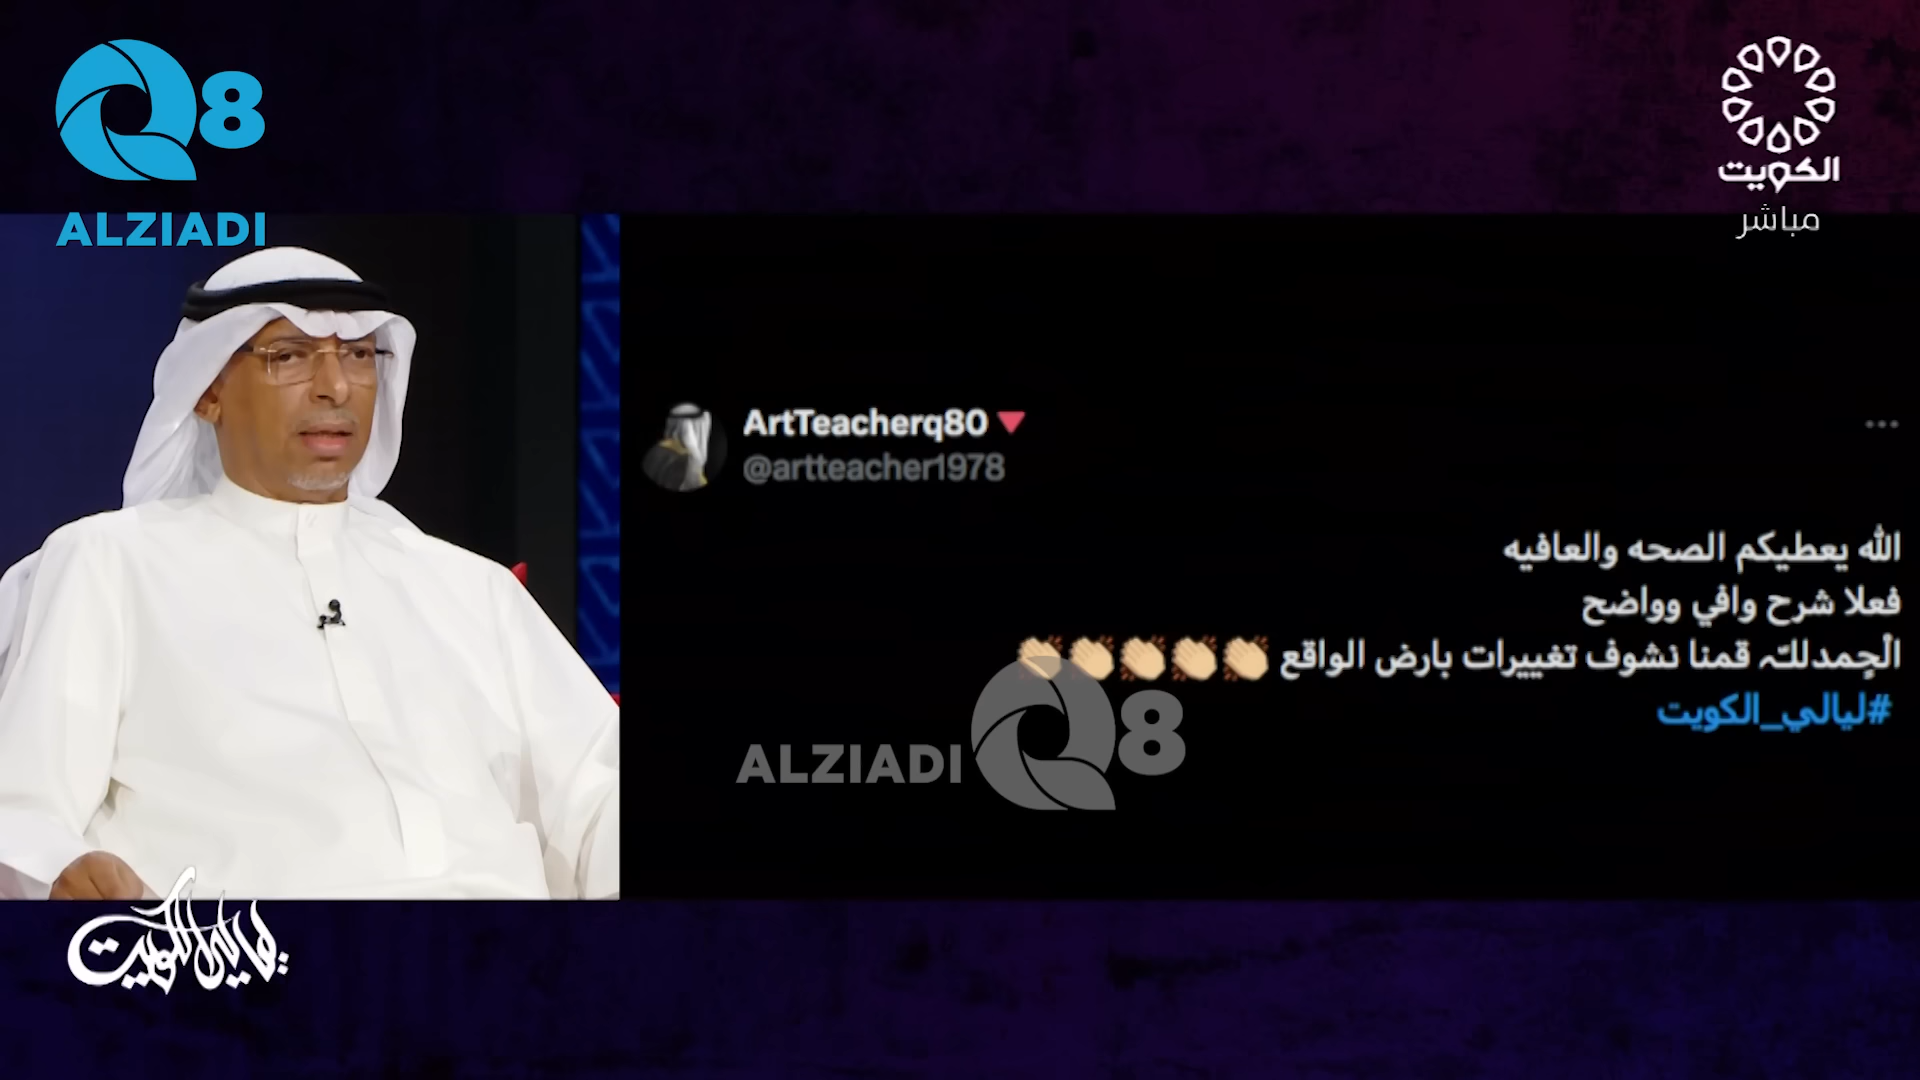 Q8
ALZIADI
الكويت
مباشر
ArtTeacherq80
@artteacher1978
الله يعطيكم الصحه والعافيه
فعلا شرح وافي وواضح
الْحِمدللهّٰ قمنا نشوف تغييرات بارض الواقع 👏🏼👏🏼👏🏼👏🏼👏🏼
#ليالي_الكويت
ALZIADI Q8
ليالي الكويت